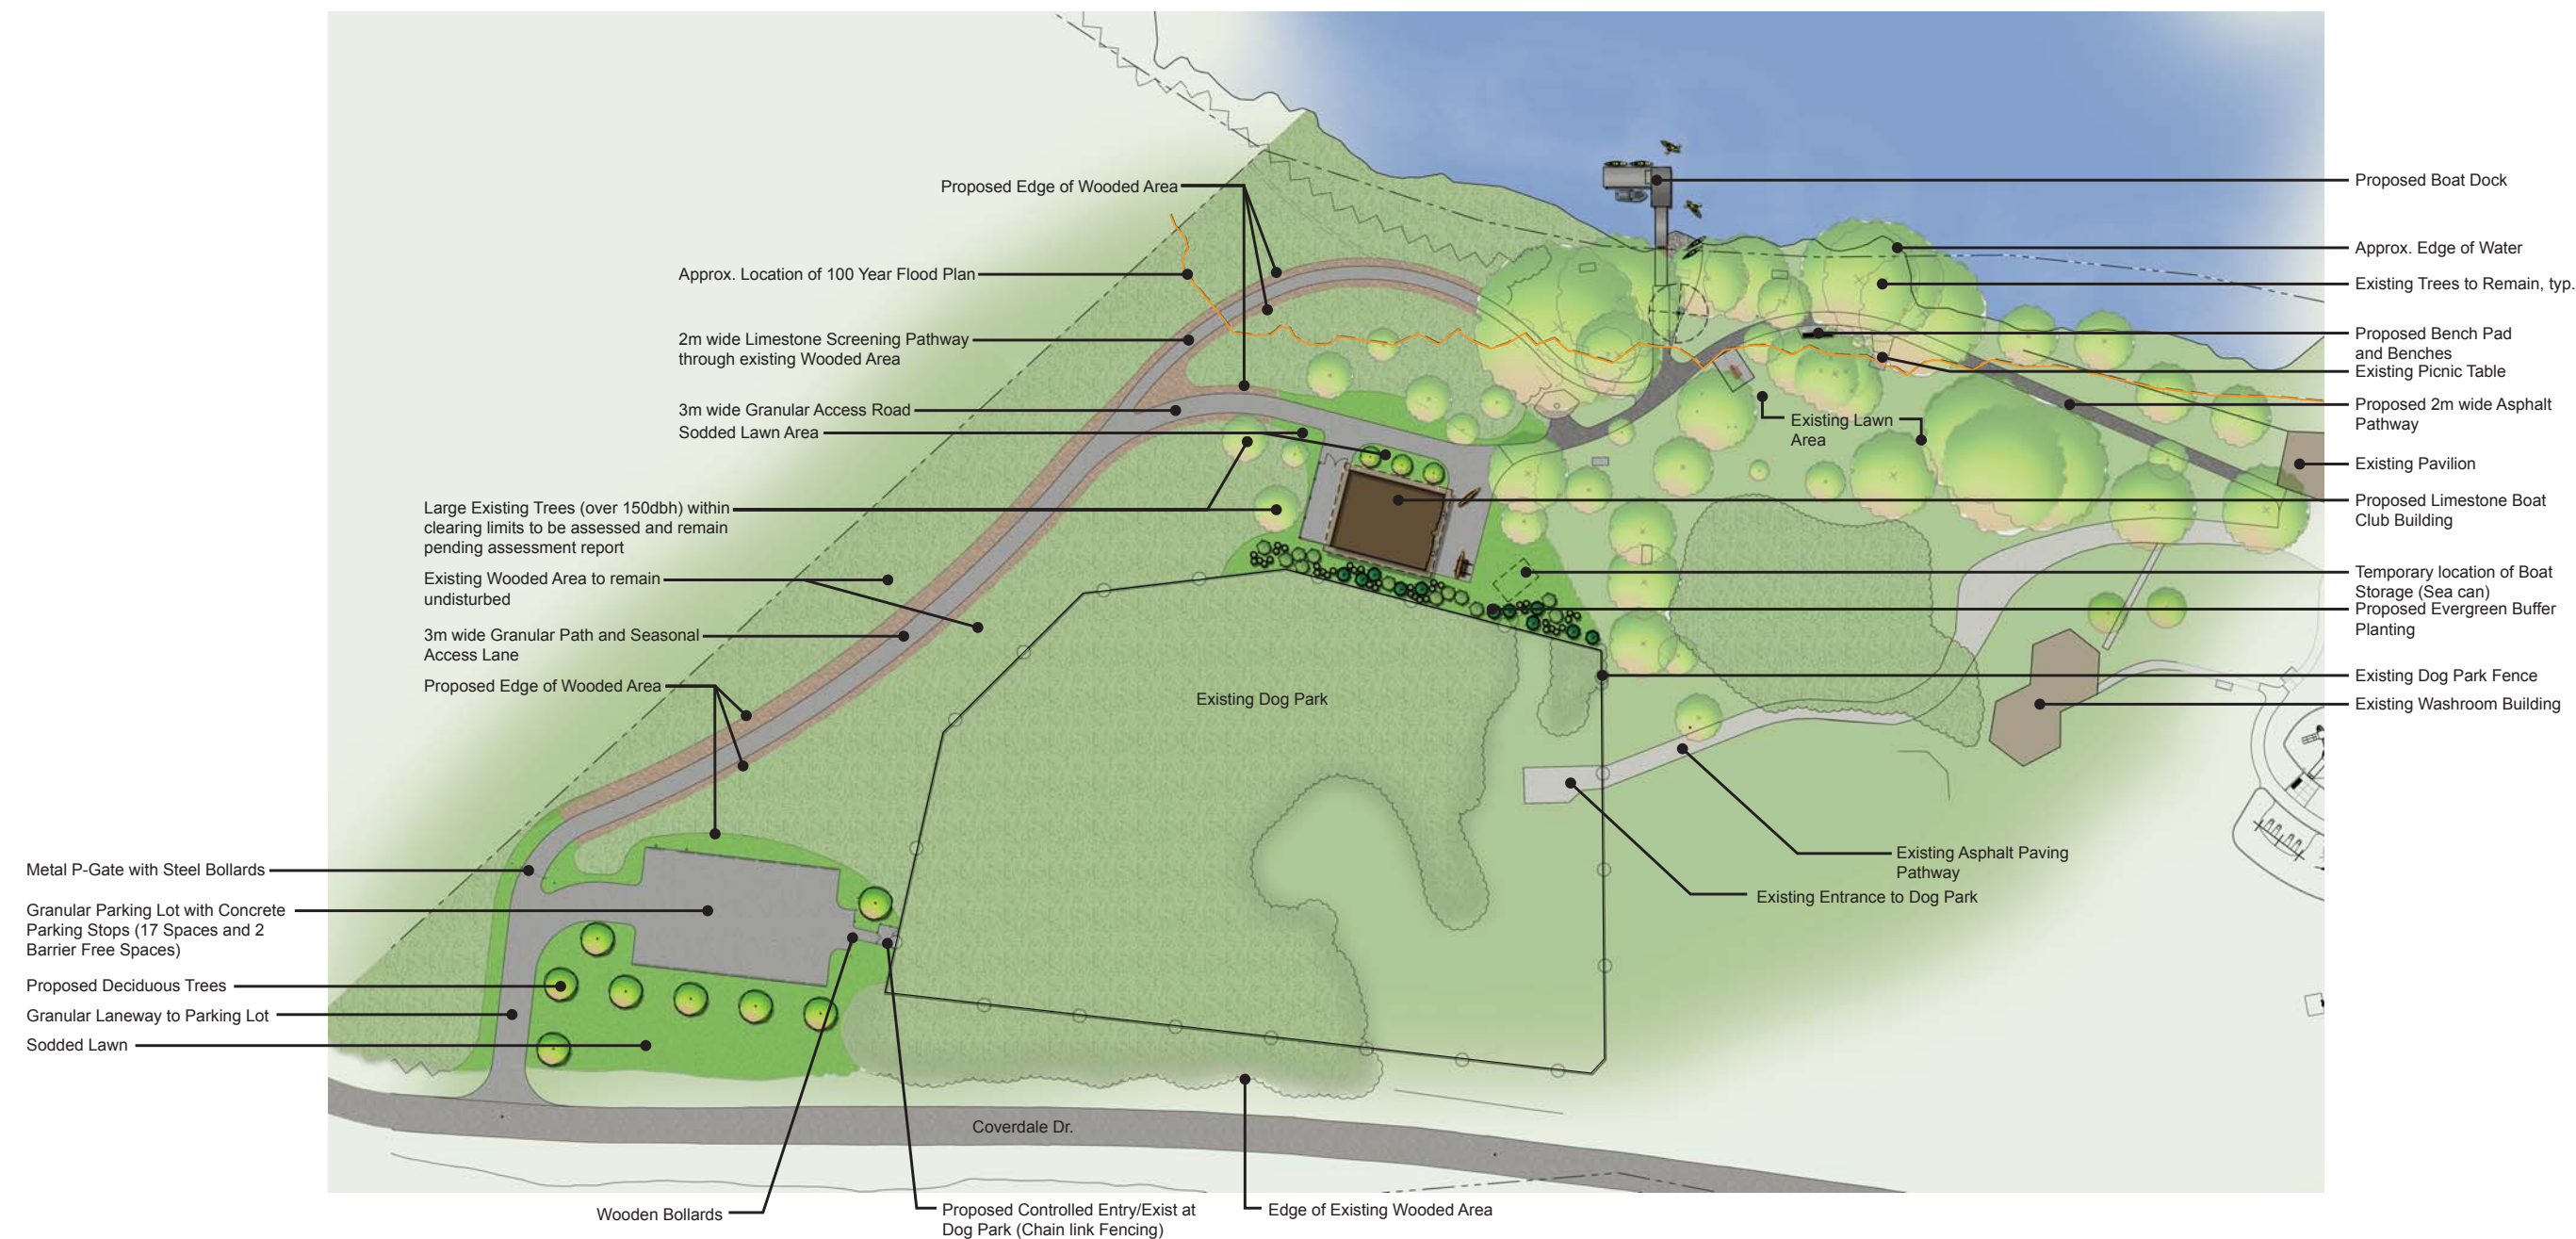 Proposed Edge of Wooded Area
Approx. Location of 100 Year Flood Plan
2m wide Limestone Screening Pathway
through existing Wooded Area
3m wide Granular Access Road
Sodded Lawn Area
Large Existing Trees (over 150dbh) within
clearing limits to be assessed and remain
pending assessment report
Existing Wooded Area to remain
undisturbed
3m wide Granular Path and Seasonal
Access Lane
Proposed Edge of Wooded Area
Metal P-Gate with Steel Bollards
Granular Parking Lot with Concrete
Parking Stops (17 Spaces and 2
Barrier Free Spaces)
Proposed Deciduous Trees
Granular Laneway to Parking Lot
Sodded Lawn
Existing Dog Park
Existing Lawn
Area
Existing Asphalt Paving
Pathway
Existing Entrance to Dog Park
Coverdale Dr.
Wooden Bollards
Proposed Controlled Entry/Exist at
Dog Park (Chain link Fencing)
Edge of Existing Wooded Area
Proposed Boat Dock
Approx. Edge of Water
Existing Trees to Remain, typ.
Proposed Bench Pad
and Benches
Existing Picnic Table
Proposed 2m wide Asphalt
Pathway
Existing Pavilion
Proposed Limestone Boat
Club Building
Temporary location of Boat
Storage (Sea can)
Proposed Evergreen Buffer
Planting
Existing Dog Park Fence
Existing Washroom Building